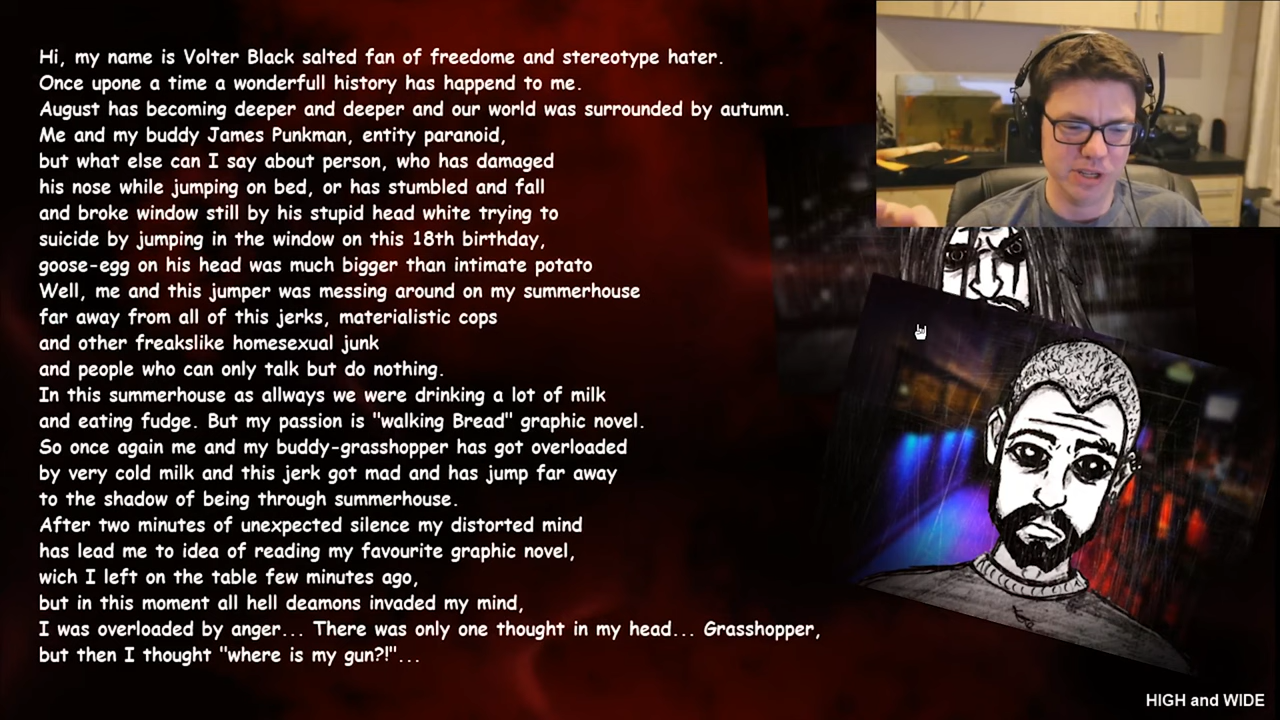 Hi, my name is Volter Black salted fan of freedome and stereotype hater.
Once upon a time a wonderfull history has happend to me.
August has becoming deeper and deeper and our world was surrounded by autumn.
Me and my buddy James Punkman, entity paranoid,
but what else can I say about person, who has damaged
his nose while jumping on bed, or has stumbled and fall
and broke window still by his stupid head white trying to
suicide by jumping in the window on this 18th birthday,
goose-egg on his head was much bigger than intimate potato
Well, me and this jumper was messing around on my summerhouse
far away from all of this jerks, materialistic cops
and other freakslike homesexual junk
and people who can only talk but do nothing.
In this summerhouse as allways we were drinking a lot of milk
and eating fudge. But my passion is "walking Bread" graphic novel.
So once again me and my buddy-grasshopper has got overloaded
by very cold milk and this jerk got mad and has jump far away
to the shadow of being through summerhouse.
After two minutes of unexpected silence my distorted mind
has lead me to idea of reading my favourite graphic novel,
wich I left on the table few minutes ago,
but in this moment all hell deamons invaded my mind,
I was overloaded by anger... There was only one thought in my head... Grasshopper,
but then I thought "where is my gun?!"...
HIGH and WIDE